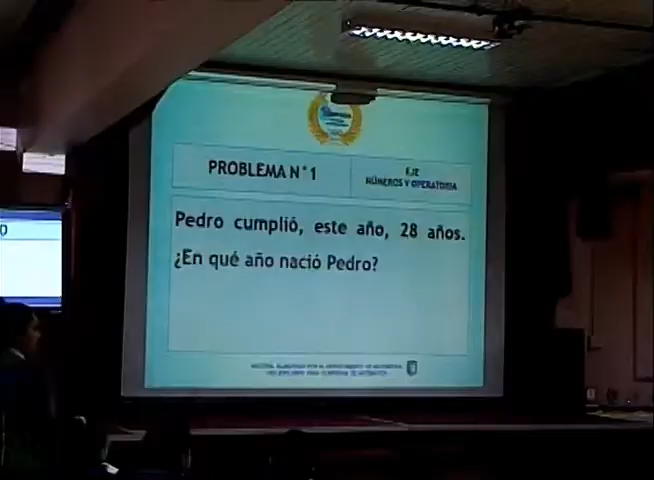 PROBLEMA N°1
EJE
NÚMEROS Y OPERATORIA
Pedro cumplió, este año, 28 años.
¿En qué año nació Pedro?